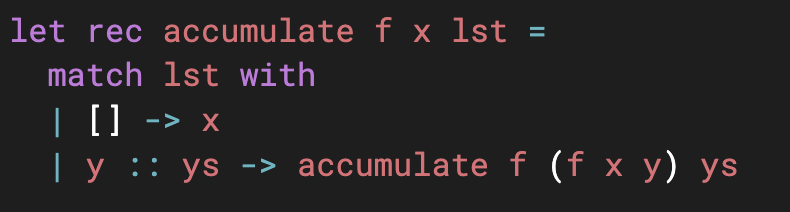 let rec accumulate f x lst =
  match lst with
  | [] -> x
  | y :: ys -> accumulate f (f x y) ys